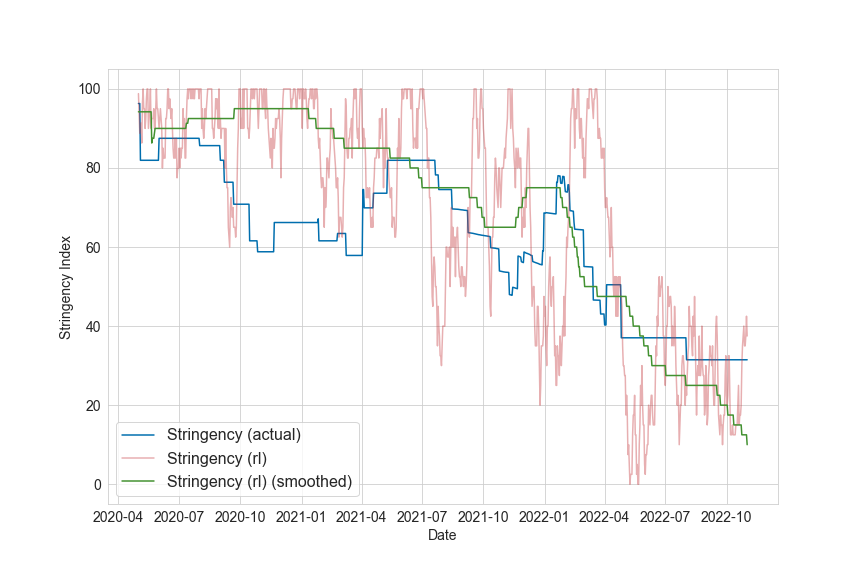 100
80
60
40
20
0
Stringency Index
Stringency (actual)
Stringency (rl)
Stringency (rl) (smoothed)
2020-04 2020-07 2020-10 2021-01 2021-04 2021-07 2021-10 2022-01 2022-04 2022-07 2022-10
Date